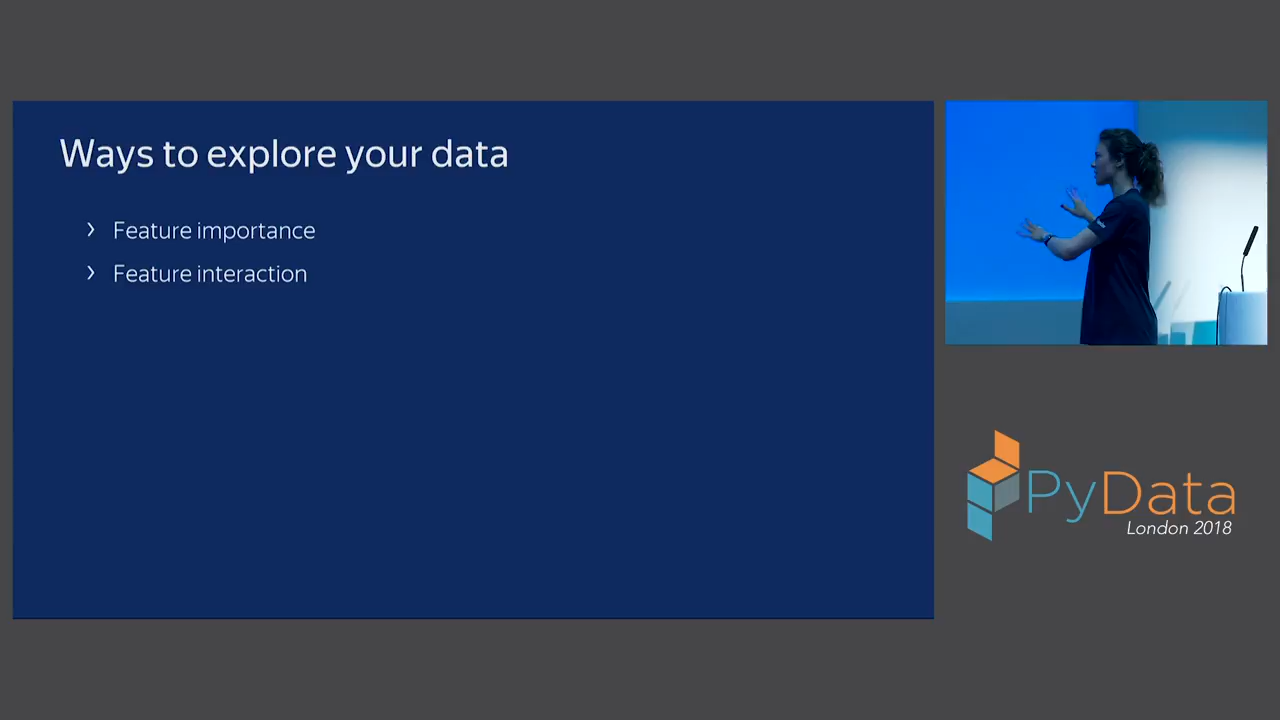 Ways to explore your data
› Feature importance
› Feature interaction
PyData
London 2018